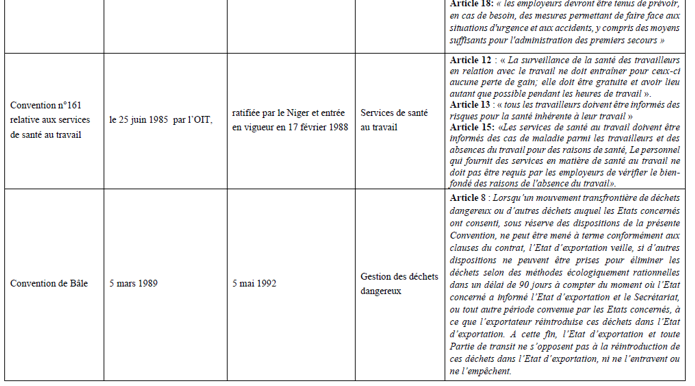 Article 18: « les employeurs devront être tenus de prévoir,
en cas de besoin, des mesures permettant de faire face aux
situations d'urgence et aux accidents, y compris des moyens
suffisants pour l'administration des premiers secours »
Convention n°161
relative aux services
de santé au travail
le 25 juin 1985 par l'OIT,
ratifiée par le Niger et entrée
en vigueur en 17 février 1988
Services de santé
au travail
Article 12 : « La surveillance de la santé des travailleurs
en relation avec le travail ne doit entraîner pour ceux-ci
aucune perte de gain; elle doit être gratuite et avoir lieu
autant que possible pendant les heures de travail ».
Article 13 : « tous les travailleurs doivent être informés des
risques pour la santé inhérente à leur travail »
Article 15: «Les services de santé au travail doivent être
informés des cas de maladie parmi les travailleurs et des
absences du travail pour des raisons de santé, Le personnel
qui fournit des services en matière de santé au travail ne
doit pas être requis par les employeurs de vérifier le bien-
fondé des raisons de l'absence du travail».
Convention de Bâle
5 mars 1989
5 mai 1992
Gestion des déchets
dangereux
Article 8 : Lorsqu'un mouvement transfrontière de déchets
dangereux ou d'autres déchets auquel les Etats concernés
ont consenti, sous réserve des dispositions de la présente
Convention, ne peut être mené à terme conformément aux
clauses du contrat, l'Etat d'exportation veille, si d'autres
dispositions ne peuvent être prises pour éliminer les
déchets selon des méthodes écologiquement rationnelles
dans un délai de 90 jours à compter du moment où l'Etat
concerné a informé l'Etat d'exportation et le Secrétariat,
ou tout autre période convenue par les Etats concernés, à
ce que l'exportateur réintroduise ces déchets dans l'Etat
d'exportation. A cette fin, l'Etat d'exportation et toute
Partie de transit ne s'opposent pas à la réintroduction de
ces déchets dans l'Etat d'exportation, ni ne l'entravent ou
ne l'empêchent.